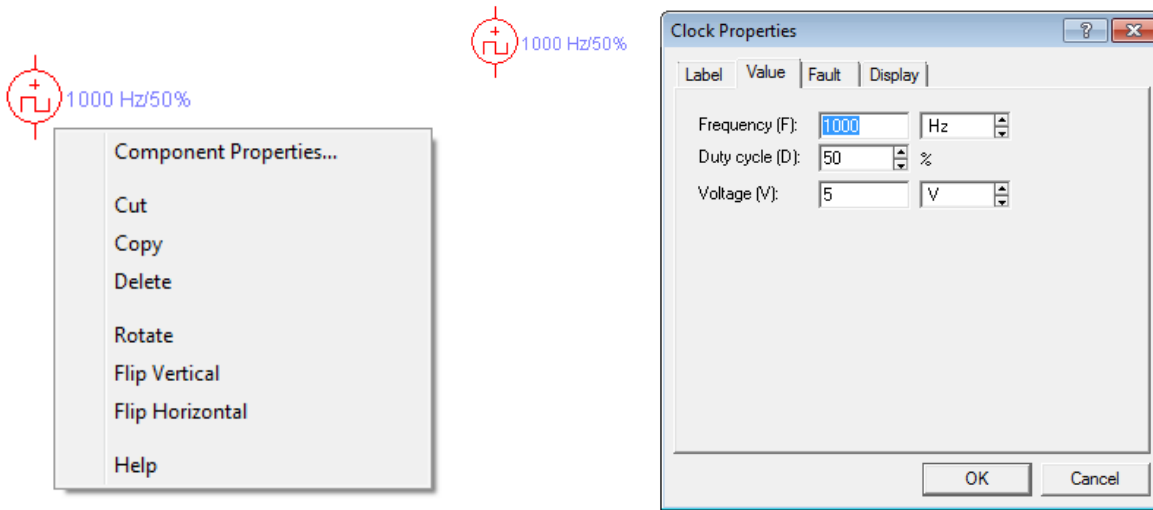 1000 Hz/50%
Component Properties...
Cut
Copy
Delete
Rotate
Flip Vertical
Flip Horizontal
Help
1000 Hz/50%
Clock Properties
Label Value Fault Display
Frequency (F): 1000 Hz
Duty cycle (D): 50 %
Voltage (V): 5 V
OK Cancel